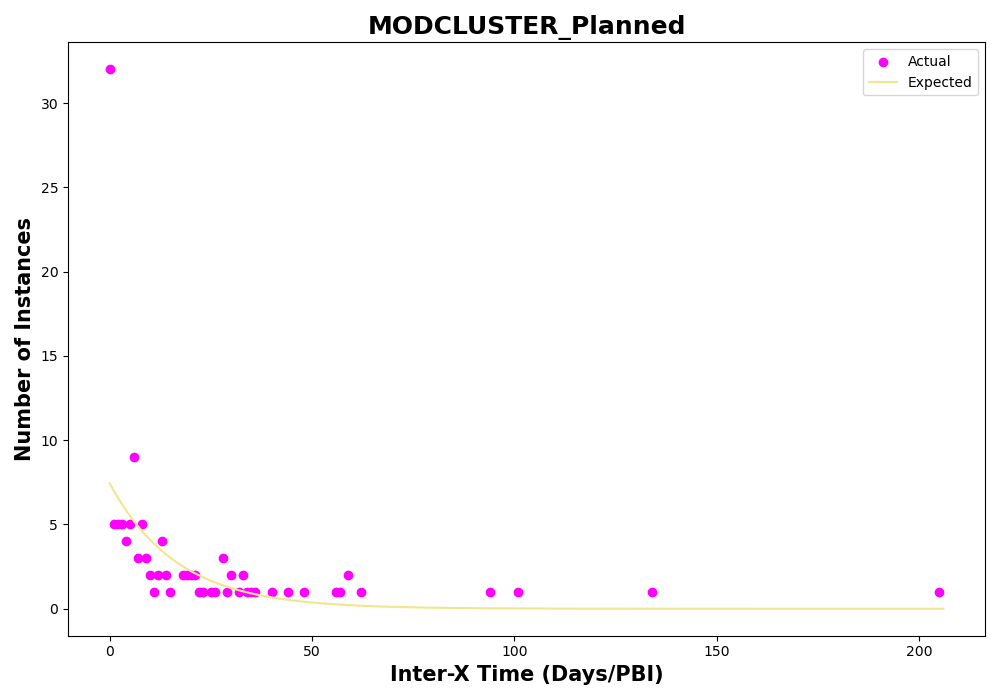 MODCLUSTER_Planned
Actual
Expected
Number of Instances
30
25
20
15
10
5
0
0 50 100 150 200
Inter-X Time (Days/PBI)